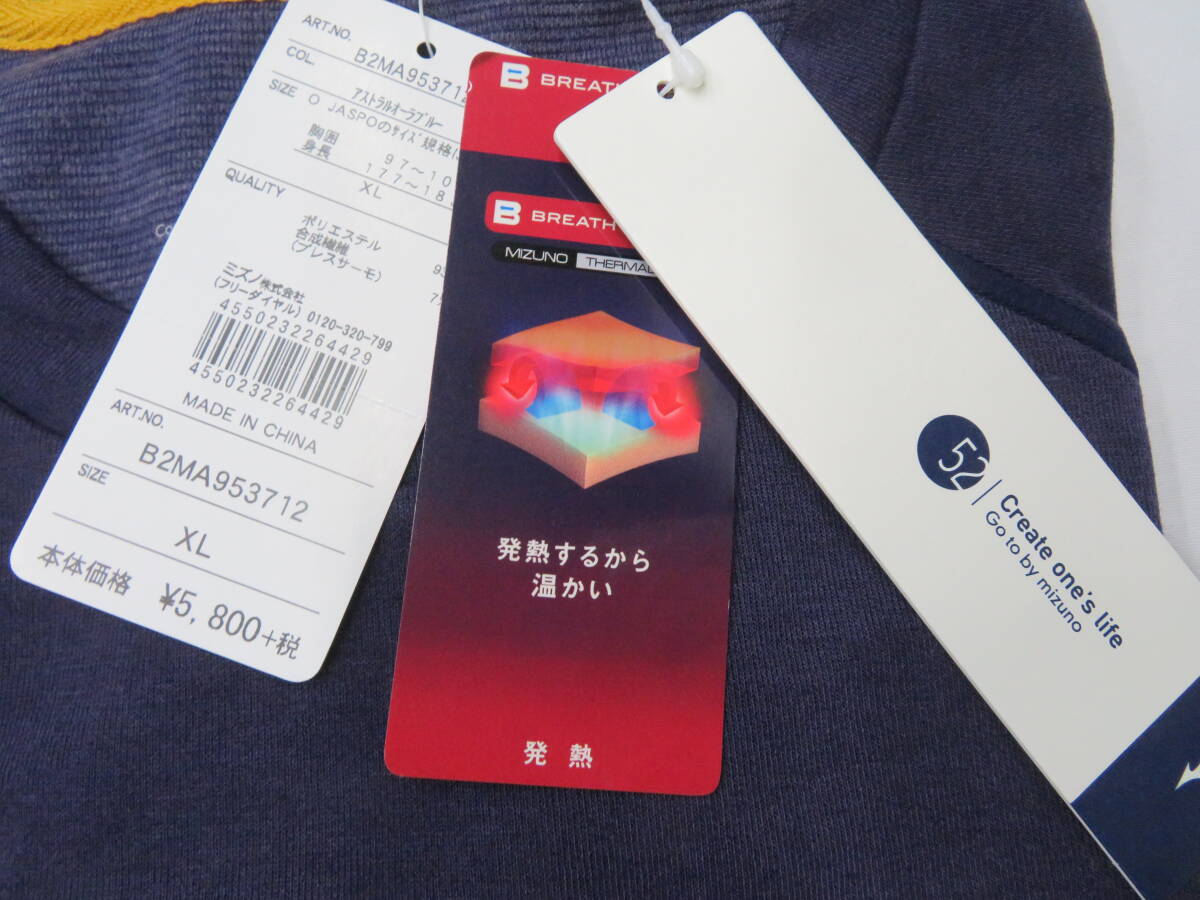 ART.NO.
B2MA953712
COL.
アストラルオーラブルー
SIZE
O JASPOのサイズ規格に
胸囲 97〜10
身長 177〜18
XL
QUALITY
ポリエステル
合成繊維
(ブレスサーモ)
ミズノ株式会社
(フリーダイヤル) 0120-320-799
4550232264429
4550232264429
MADE IN CHINA
ART.NO.
B2MA953712
SIZE
XL
本体価格 ¥5,800+税
B BREATH
B BREATH
MIZUNO THERMAL
発熱するから
温かい
発熱
52
Create one's life
Go to by mizuno